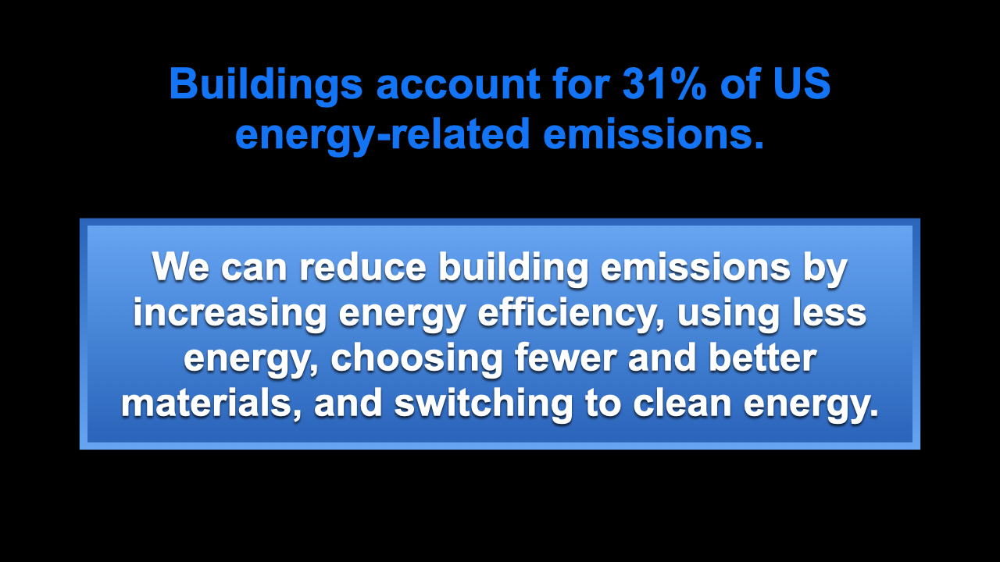 Buildings account for 31% of US
energy-related emissions.
We can reduce building emissions by
increasing energy efficiency, using less
energy, choosing fewer and better
materials, and switching to clean energy.